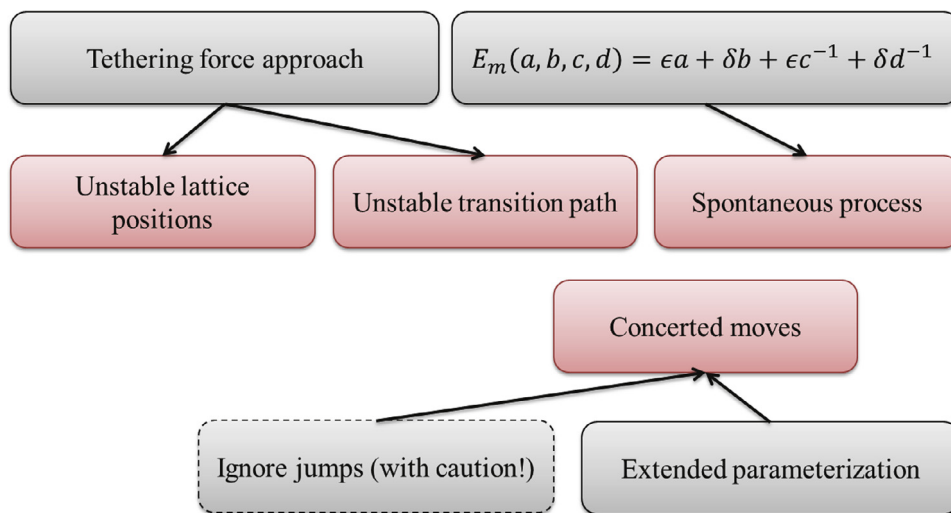 Tethering force approach
E_m(a, b, c, d) = ϵa + δb + ϵc⁻¹ + δd⁻¹
Unstable lattice
positions
Unstable transition path
Spontaneous process
Concerted moves
Ignore jumps (with caution!)
Extended parameterization